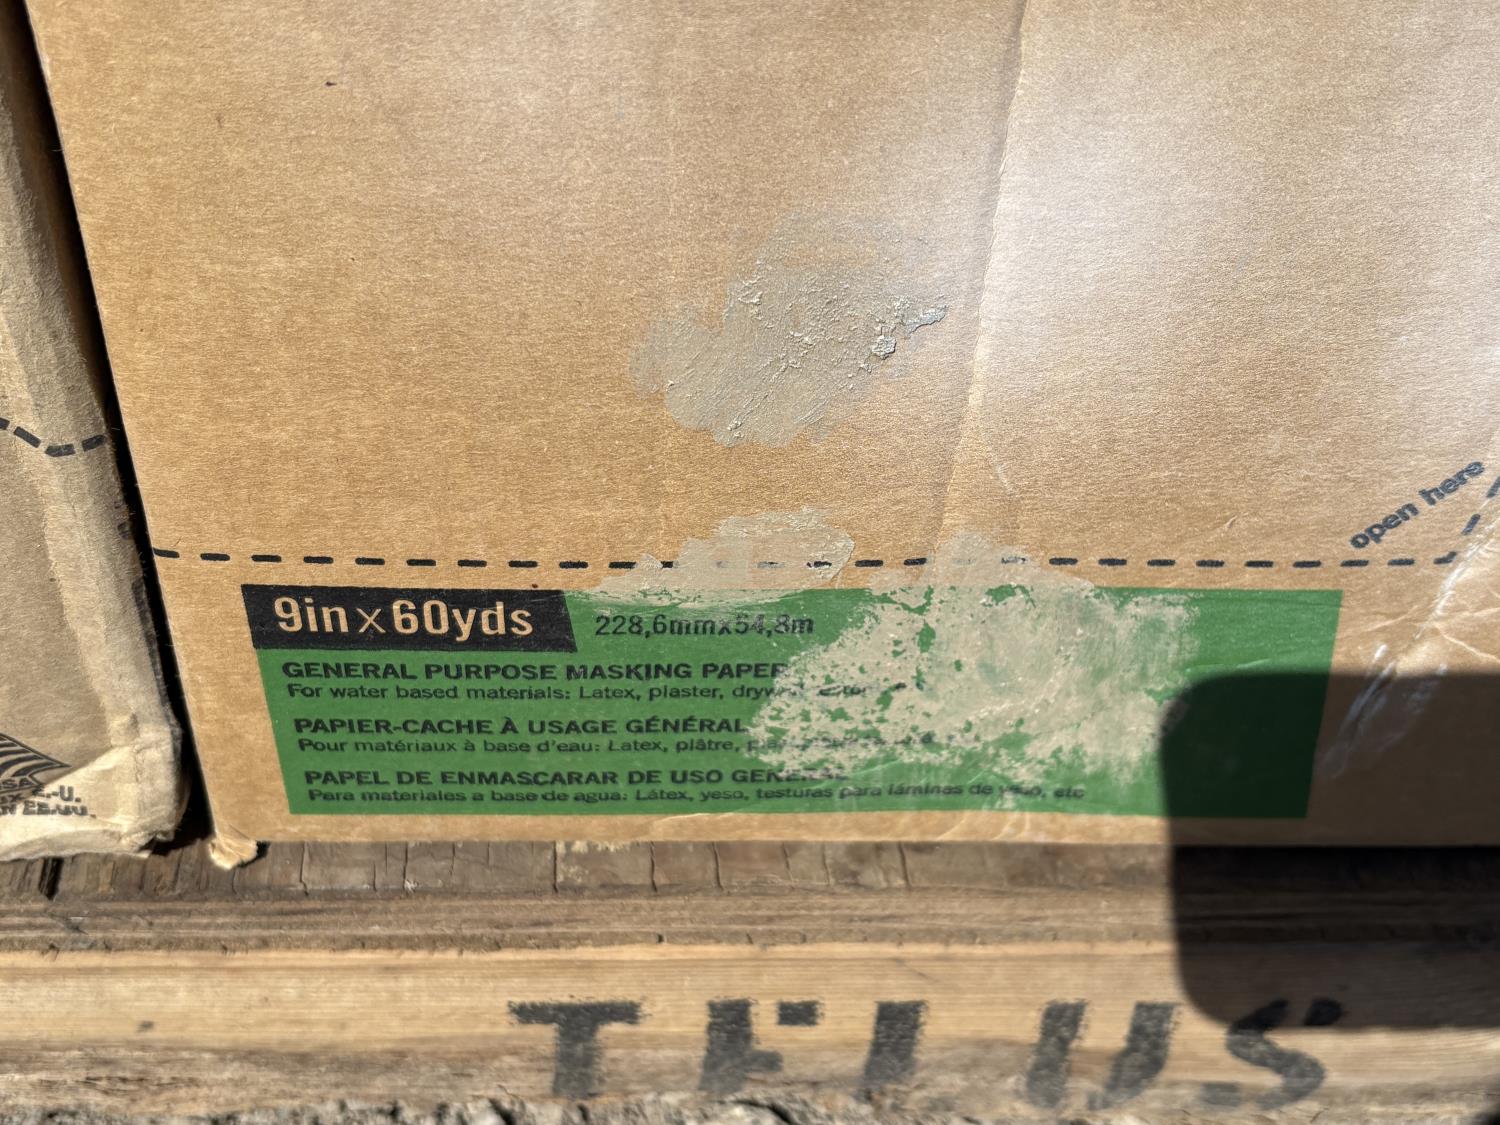 open here
9inx60yds
228,6mmx54,8m
GENERAL PURPOSE MASKING PAPER
For water based materials: Latex, plaster,
PAPIER-CACHE À USAGE GÉNÉRAL
Pour matériaux à base d'eau: Latex, plâtre,
PAPEL DE ENMASCARAR DE USO GENERAL
Para materiales a base de agua: Látex, yeso, testuras para láminas de yeso, etc
TELUS